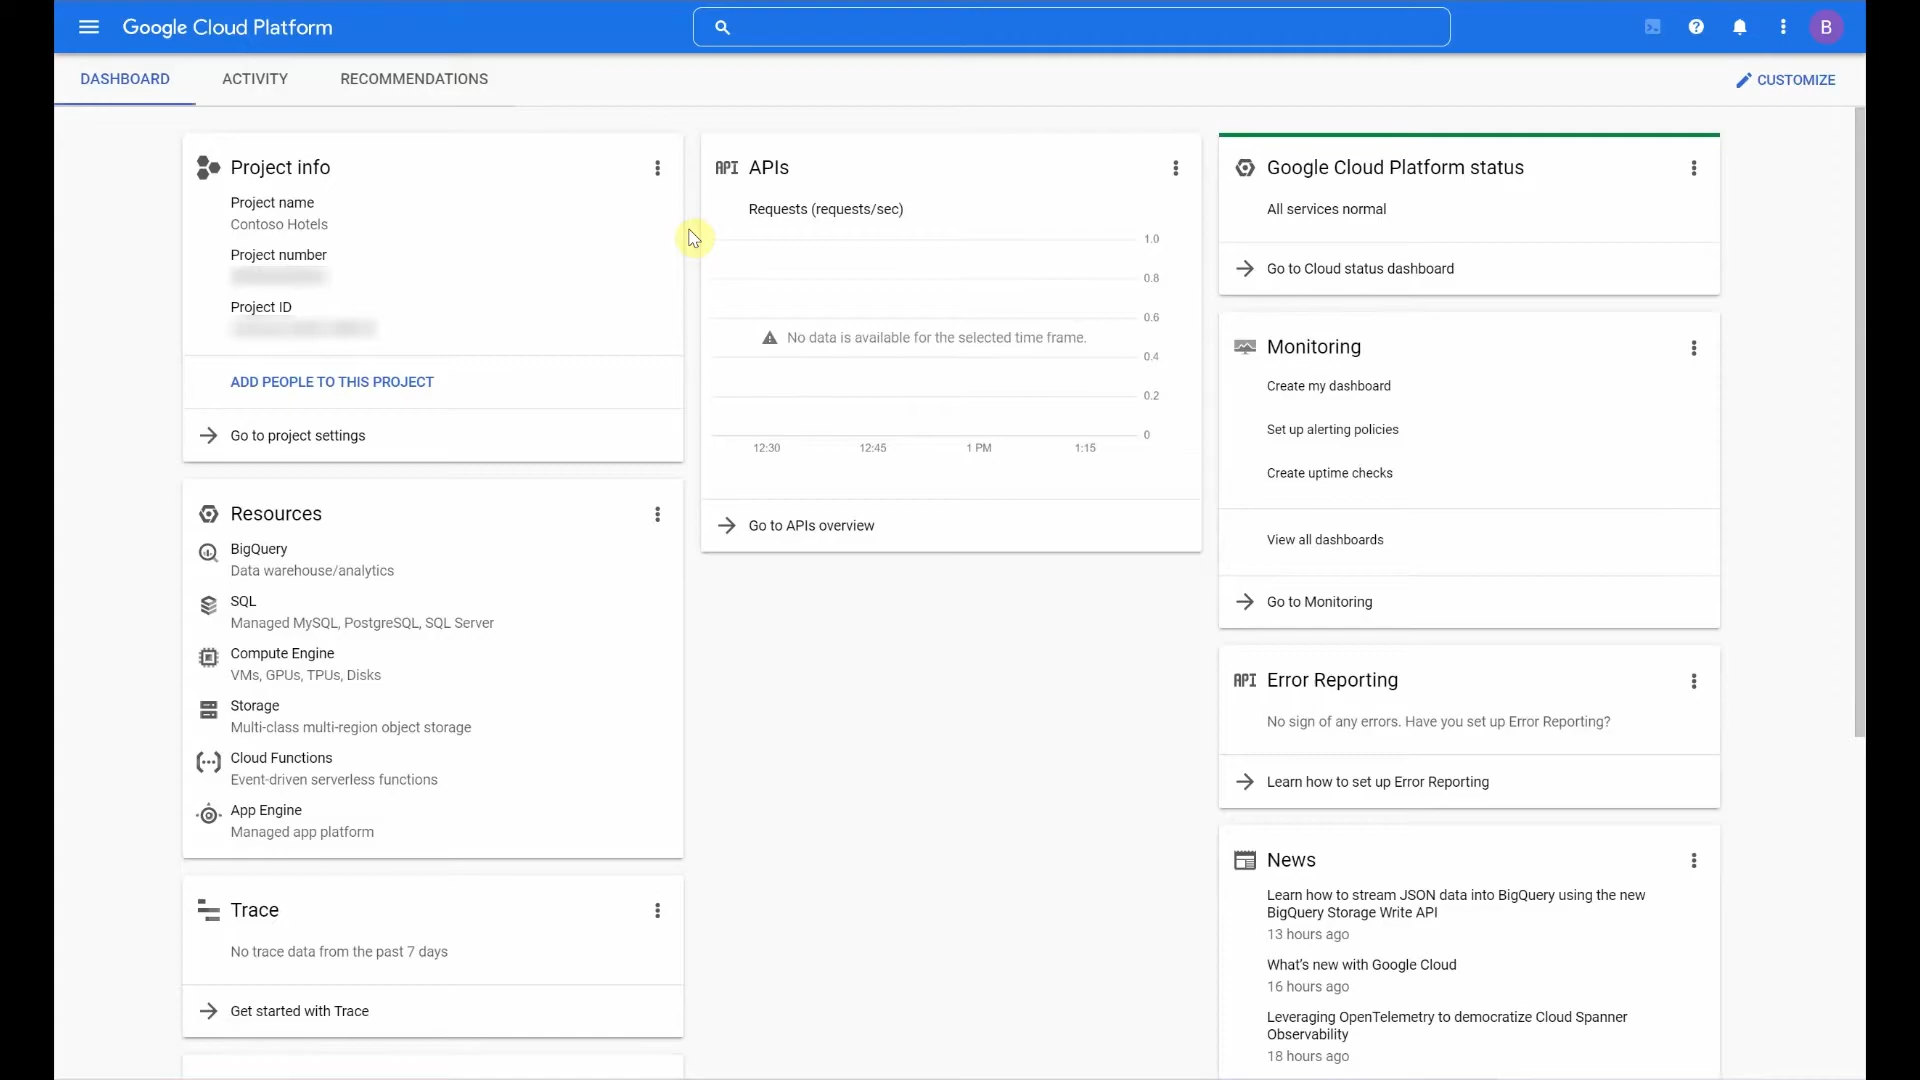 Google Cloud Platform
B
DASHBOARD
ACTIVITY
RECOMMENDATIONS
CUSTOMIZE
Project info
Project name
Contoso Hotels
Project number
Project ID
ADD PEOPLE TO THIS PROJECT
Go to project settings
Resources
BigQuery
Data warehouse/analytics
SQL
Managed MySQL, PostgreSQL, SQL Server
Compute Engine
VMs, GPUs, TPUs, Disks
Storage
Multi-class multi-region object storage
Cloud Functions
Event-driven serverless functions
App Engine
Managed app platform
Trace
No trace data from the past 7 days
Get started with Trace
API APIs
Requests (requests/sec)
1.0
0.8
0.6
No data is available for the selected time frame.
0.4
0.2
0
12:30 12:45 1 PM 1:15
Go to APIs overview
Google Cloud Platform status
All services normal
Go to Cloud status dashboard
Monitoring
Create my dashboard
Set up alerting policies
Create uptime checks
View all dashboards
Go to Monitoring
API Error Reporting
No sign of any errors. Have you set up Error Reporting?
Learn how to set up Error Reporting
News
Learn how to stream JSON data into BigQuery using the new
BigQuery Storage Write API
13 hours ago
What's new with Google Cloud
16 hours ago
Leveraging OpenTelemetry to democratize Cloud Spanner
Observability
18 hours ago